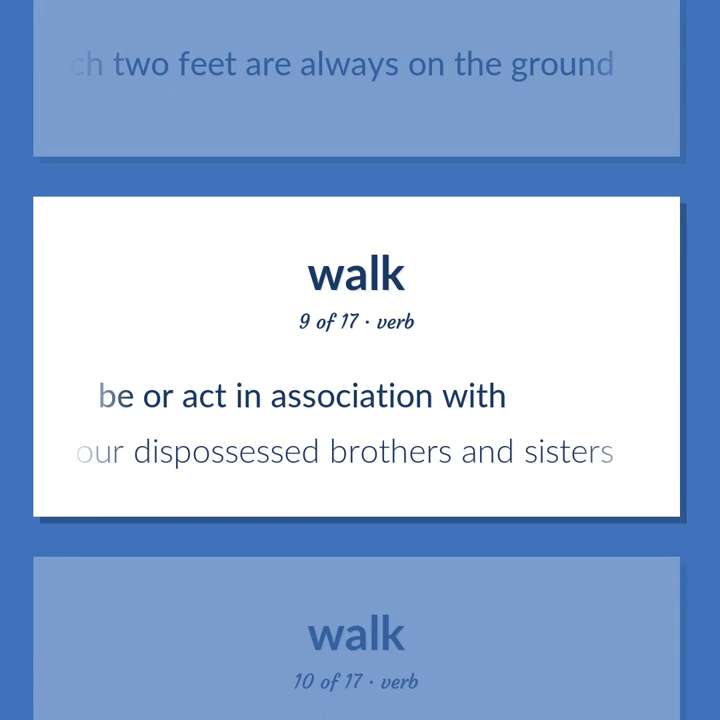 two feet are always on the ground
walk
9 of 17 · verb
be or act in association with
our dispossessed brothers and sisters
walk
10 of 17 · verb